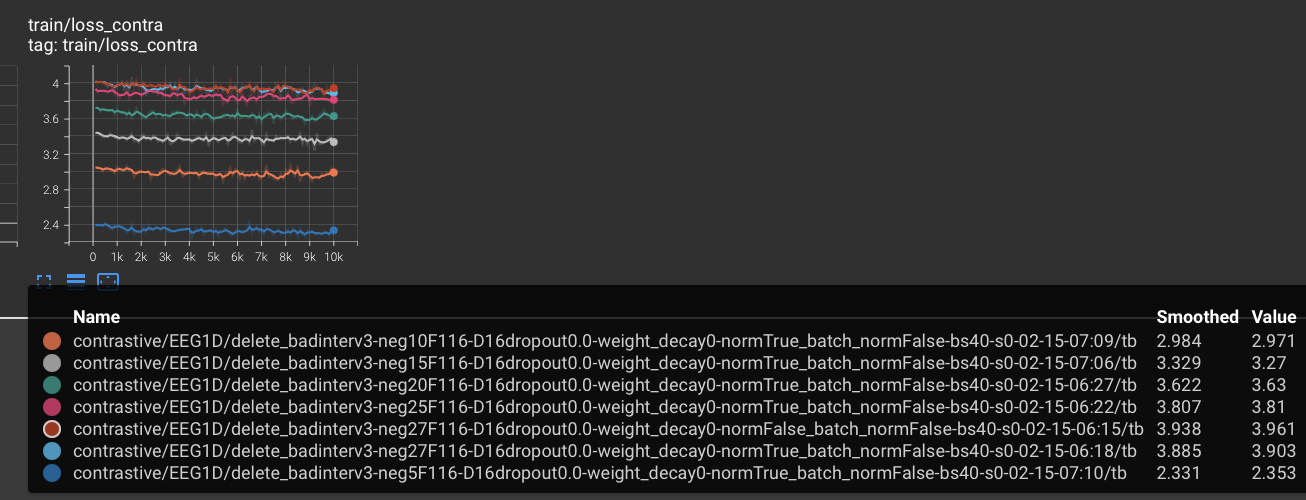 train/loss_contra
tag: train/loss_contra
4
3.6
3.2
2.8
2.4
0 1k 2k 3k 4k 5k 6k 7k 8k 9k 10k
Name Smoothed Value
contrastive/EEG1D/delete_badinterv3-neg10F116-D16dropout0.0-weight_decay0-normTrue_batch_normFalse-bs40-s0-02-15-07:09/tb 2.984 2.971
contrastive/EEG1D/delete_badinterv3-neg15F116-D16dropout0.0-weight_decay0-normTrue_batch_normFalse-bs40-s0-02-15-07:06/tb 3.329 3.27
contrastive/EEG1D/delete_badinterv3-neg20F116-D16dropout0.0-weight_decay0-normTrue_batch_normFalse-bs40-s0-02-15-06:27/tb 3.622 3.63
contrastive/EEG1D/delete_badinterv3-neg25F116-D16dropout0.0-weight_decay0-normTrue_batch_normFalse-bs40-s0-02-15-06:22/tb 3.807 3.81
contrastive/EEG1D/delete_badinterv3-neg27F116-D16dropout0.0-weight_decay0-normFalse_batch_normFalse-bs40-s0-02-15-06:15/tb 3.938 3.961
contrastive/EEG1D/delete_badinterv3-neg27F116-D16dropout0.0-weight_decay0-normTrue_batch_normFalse-bs40-s0-02-15-06:18/tb 3.885 3.903
contrastive/EEG1D/delete_badinterv3-neg5F116-D16dropout0.0-weight_decay0-normTrue_batch_normFalse-bs40-s0-02-15-07:10/tb 2.331 2.353